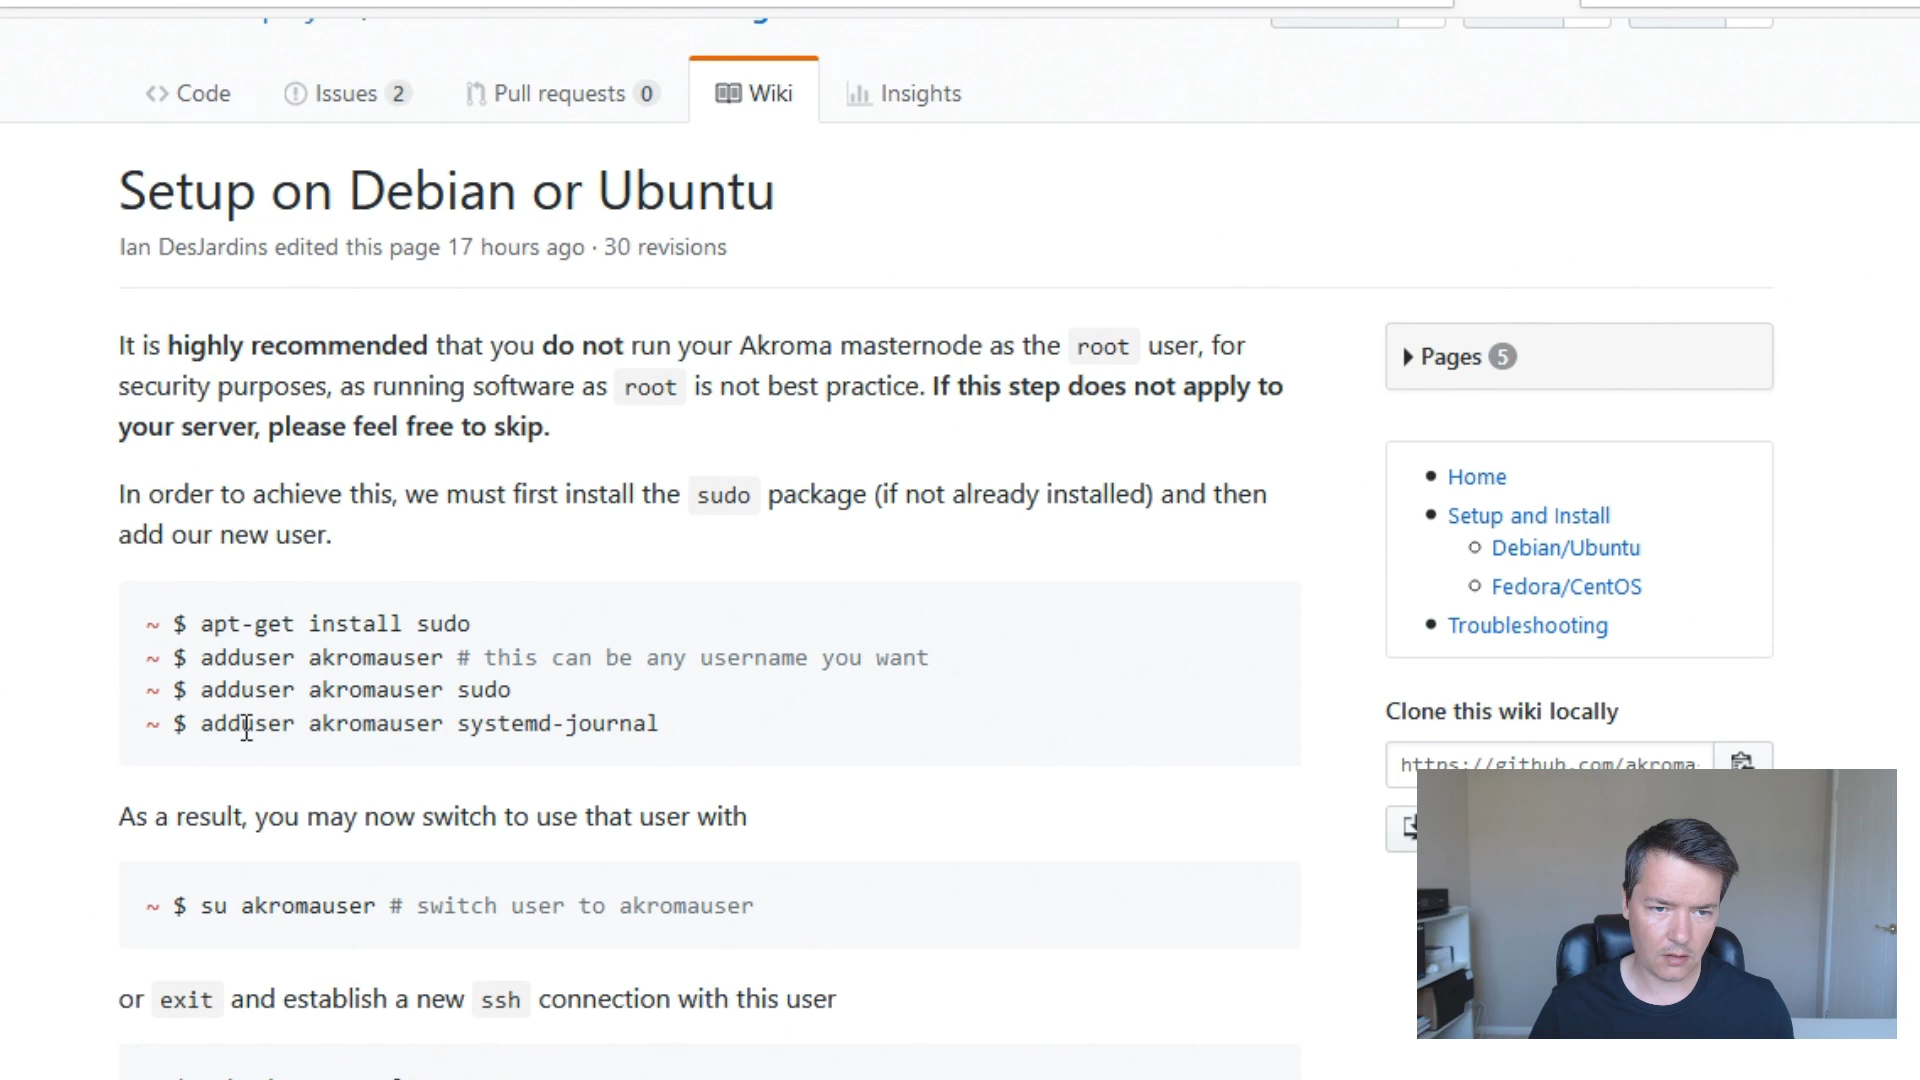 Code
Issues 2
Pull requests 0
Wiki
Insights
Setup on Debian or Ubuntu
Ian DesJardins edited this page 17 hours ago · 30 revisions
It is highly recommended that you do not run your Akroma masternode as the root user, for
security purposes, as running software as root is not best practice. If this step does not apply to
your server, please feel free to skip.
In order to achieve this, we must first install the sudo package (if not already installed) and then
add our new user.
~ $ apt-get install sudo
~ $ adduser akromauser # this can be any username you want
~ $ adduser akromauser sudo
~ $ adduser akromauser systemd-journal
As a result, you may now switch to use that user with
~ $ su akromauser # switch user to akromauser
or exit and establish a new ssh connection with this user
Pages 5
Home
Setup and Install
Debian/Ubuntu
Fedora/CentOS
Troubleshooting
Clone this wiki locally
https://github.com/akroma-